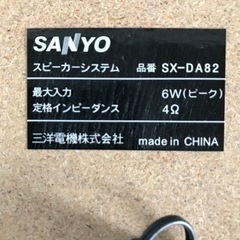 SANYO
スピーカーシステム 品番 SX-DA82
最大入力 6W(ピーク)
定格インピーダンス 4Ω
三洋電機株式会社 made in CHINA